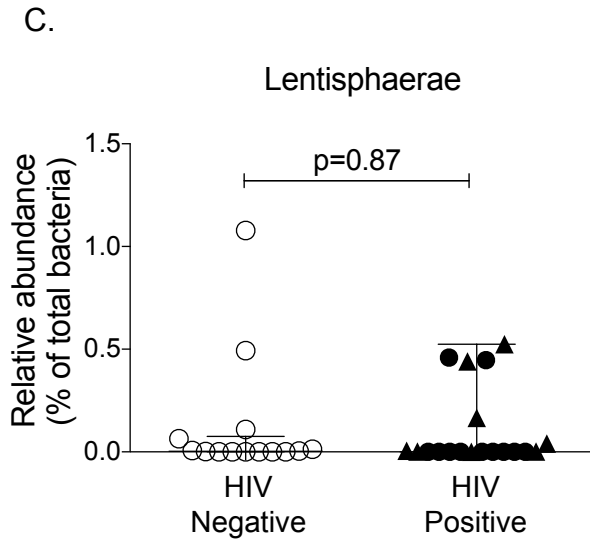 C.
Lentisphaerae
Relative abundance
(% of total bacteria)
1.5
1.0
0.5
0.0
p=0.87
HIV
Negative
HIV
Positive